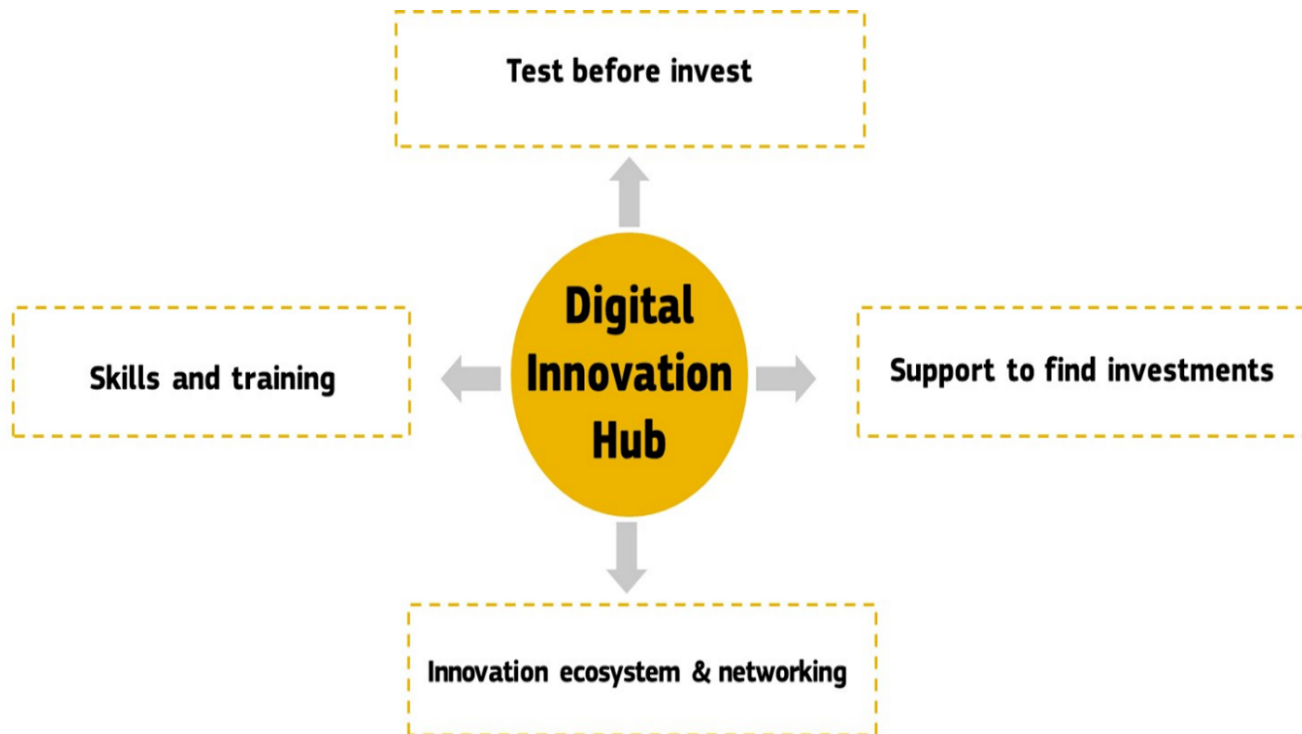 Test before invest
Skills and training
Digital
Innovation
Hub
Support to find investments
Innovation ecosystem & networking